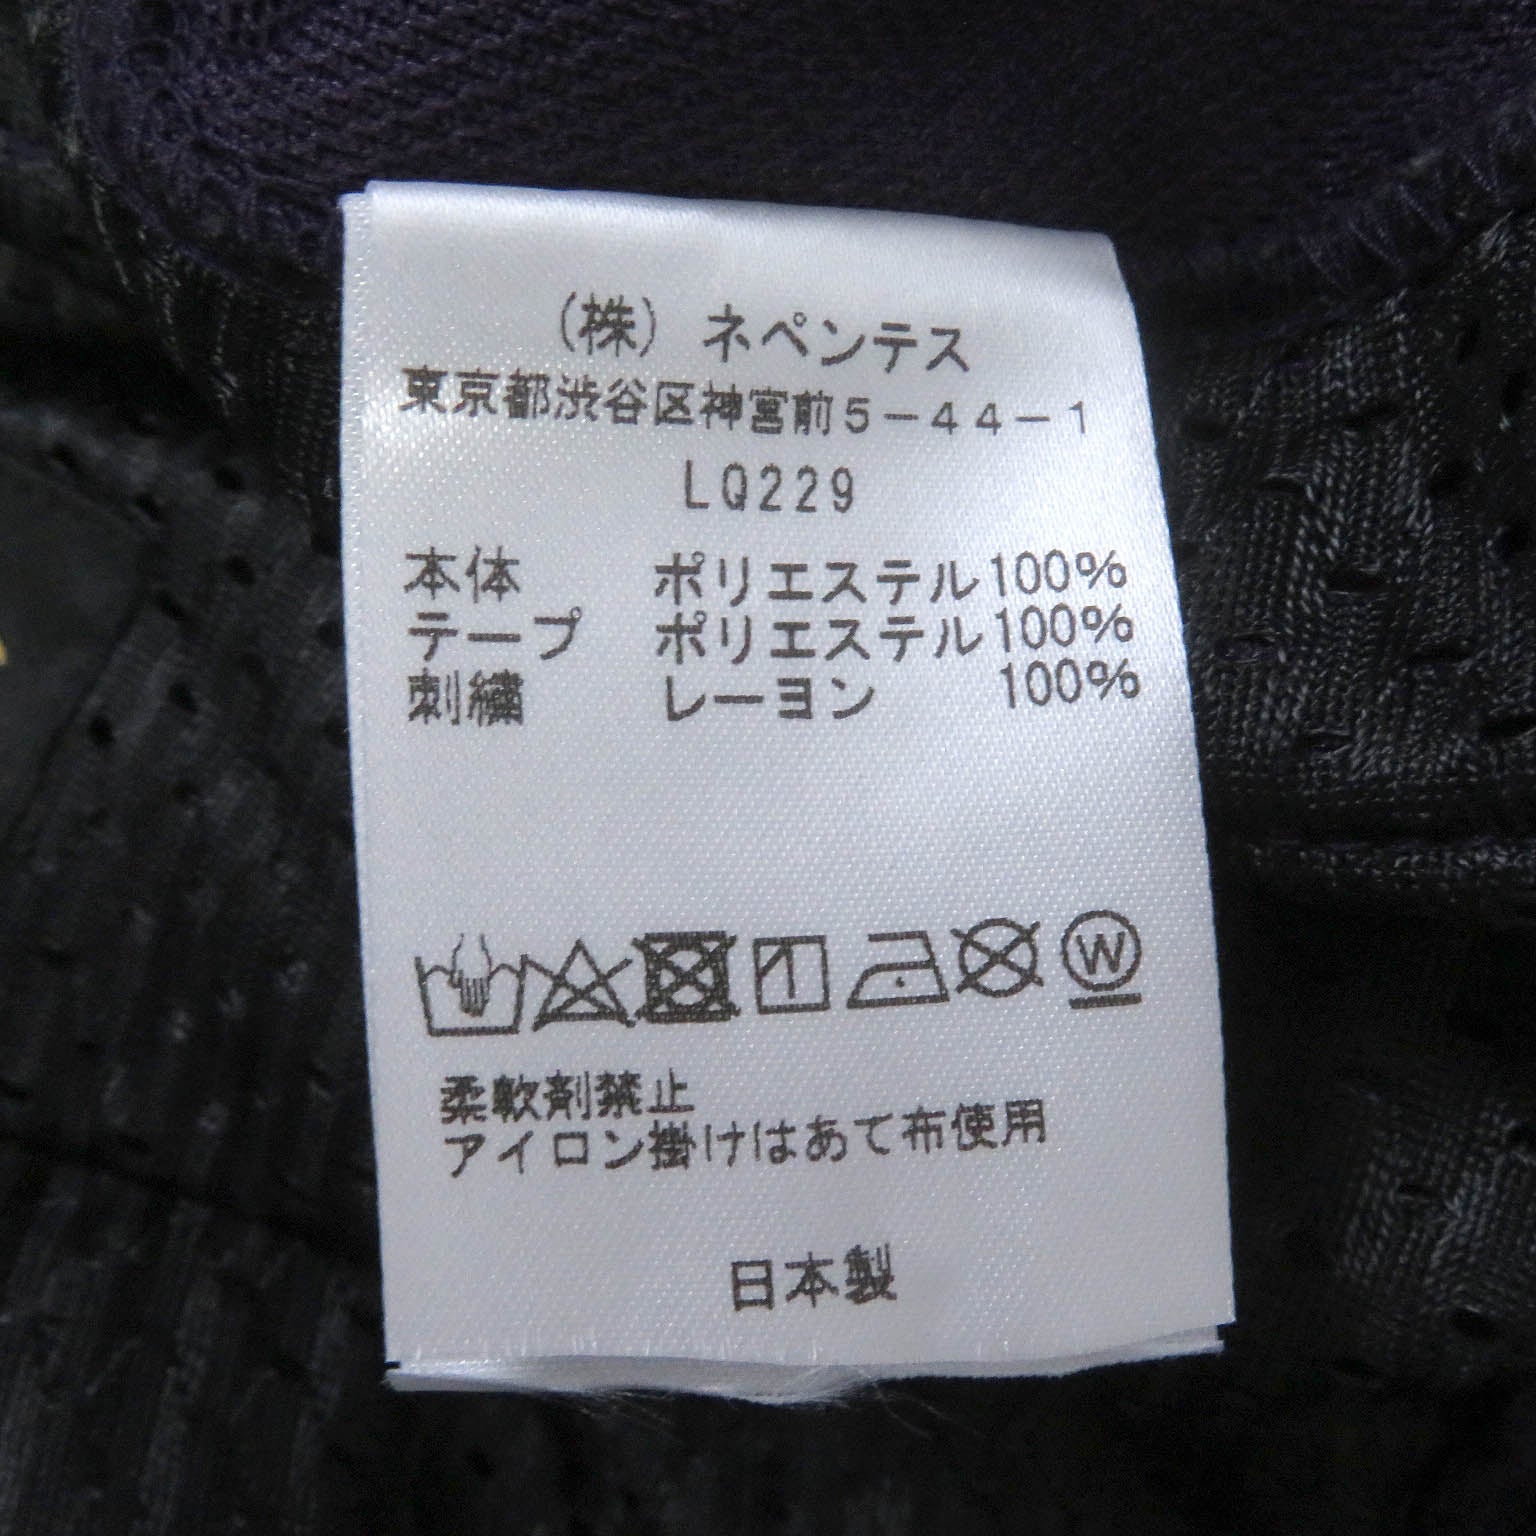 (株) ネペンテス
東京都渋谷区神宮前5-44-1
LQ229
本体 ポリエステル100%
テープ ポリエステル100%
刺繍 レーヨン 100%
W
柔軟剤禁止
アイロン掛けはあて布使用
日本製